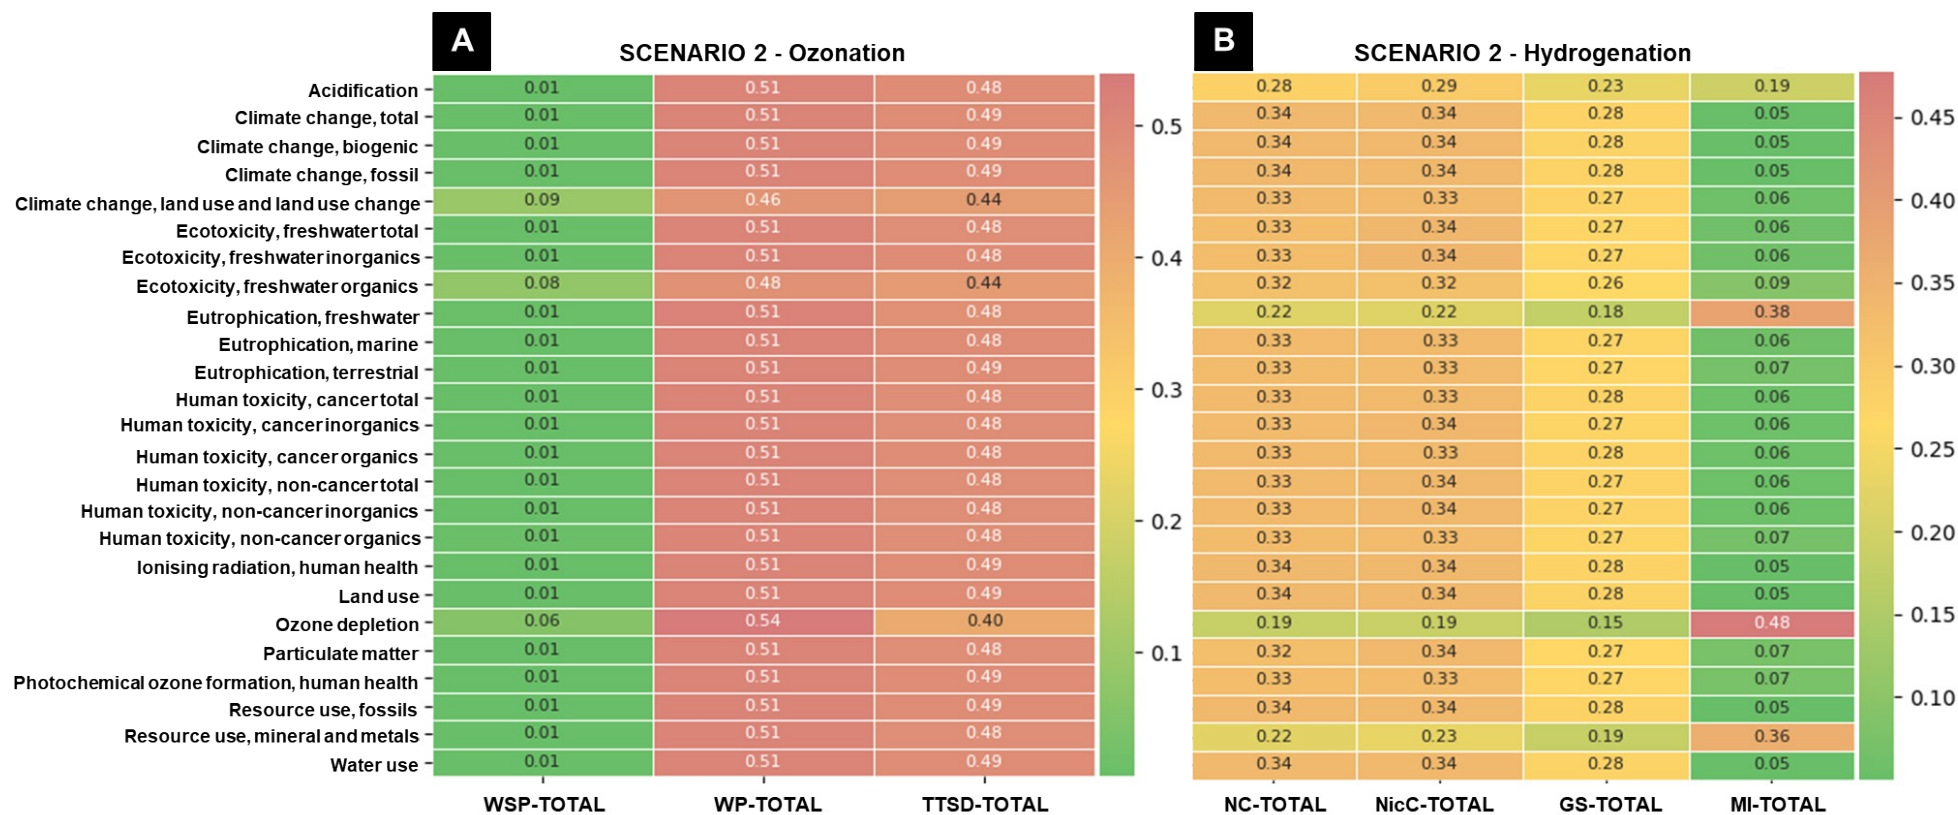 A
SCENARIO 2 - Ozonation
B
SCENARIO 2 - Hydrogenation
Acidification 0.01 0.51 0.48 0.28 0.29 0.23 0.19
Climate change, total 0.01 0.51 0.49 0.34 0.34 0.28 0.05
Climate change, biogenic 0.01 0.51 0.49 0.34 0.34 0.28 0.05
Climate change, fossil 0.01 0.51 0.49 0.34 0.34 0.28 0.05
Climate change, land use and land use change 0.09 0.46 0.44 0.33 0.33 0.27 0.06
Ecotoxicity, freshwater total 0.01 0.51 0.48 0.33 0.34 0.27 0.06
Ecotoxicity, freshwater inorganics 0.01 0.51 0.48 0.33 0.34 0.27 0.06
Ecotoxicity, freshwater organics 0.08 0.48 0.44 0.32 0.32 0.26 0.09
Eutrophication, freshwater 0.01 0.51 0.48 0.22 0.22 0.18 0.38
Eutrophication, marine 0.01 0.51 0.48 0.33 0.33 0.27 0.06
Eutrophication, terrestrial 0.01 0.51 0.49 0.33 0.33 0.27 0.07
Human toxicity, cancer total 0.01 0.51 0.48 0.33 0.33 0.28 0.06
Human toxicity, cancer inorganics 0.01 0.51 0.48 0.33 0.34 0.27 0.06
Human toxicity, cancer organics 0.01 0.51 0.48 0.33 0.33 0.28 0.06
Human toxicity, non-cancer total 0.01 0.51 0.48 0.33 0.34 0.27 0.06
Human toxicity, non-cancer inorganics 0.01 0.51 0.48 0.33 0.34 0.27 0.06
Human toxicity, non-cancer organics 0.01 0.51 0.48 0.33 0.33 0.27 0.07
Ionising radiation, human health 0.01 0.51 0.49 0.34 0.34 0.28 0.05
Land use 0.01 0.51 0.49 0.34 0.34 0.28 0.05
Ozone depletion 0.06 0.54 0.40 0.19 0.19 0.15 0.48
Particulate matter 0.01 0.51 0.48 0.32 0.34 0.27 0.07
Photochemical ozone formation, human health 0.01 0.51 0.49 0.33 0.33 0.27 0.07
Resource use, fossils 0.01 0.51 0.49 0.34 0.34 0.28 0.05
Resource use, mineral and metals 0.01 0.51 0.48 0.22 0.23 0.19 0.36
Water use 0.01 0.51 0.49 0.34 0.34 0.28 0.05
WSP-TOTAL WP-TOTAL TTSD-TOTAL
NC-TOTAL NicC-TOTAL GS-TOTAL MI-TOTAL
0.5
0.4
0.3
0.2
0.1
0.45
0.40
0.35
0.30
0.25
0.20
0.15
0.10